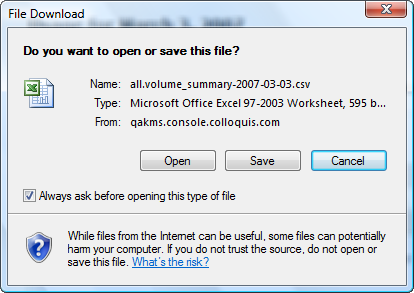 File Download
Do you want to open or save this file?
Name: all.volume_summary-2007-03-03.csv
Type: Microsoft Office Excel 97-2003 Worksheet, 595 b...
From: qakms.console.colloquis.com
Open Save Cancel
Always ask before opening this type of file
While files from the Internet can be useful, some files can potentially
harm your computer. If you do not trust the source, do not open or
save this file. What's the risk?